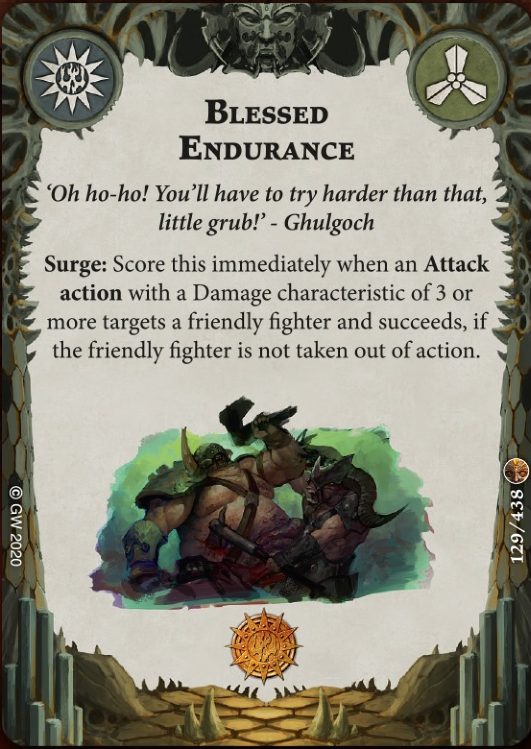 Blessed
Endurance
‘Oh ho-ho! You’ll have to try harder than that,
little grub!’ - Ghulgoch
Surge: Score this immediately when an Attack
action with a Damage characteristic of 3 or
more targets a friendly fighter and succeeds, if
the friendly fighter is not taken out of action.
© GW 2020
129/438